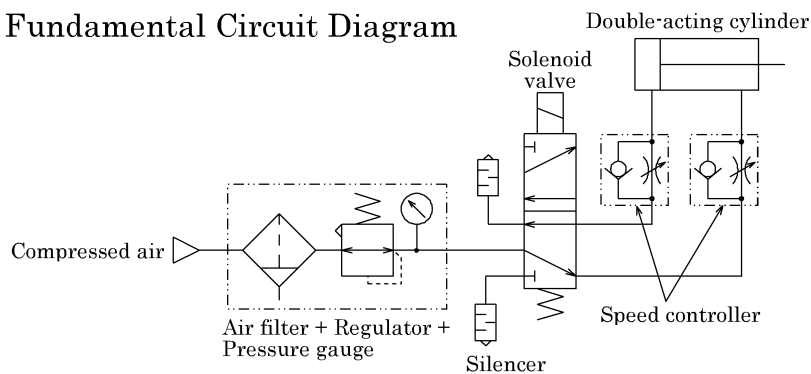 Fundamental Circuit Diagram
Double-acting cylinder
Solenoid
valve
Compressed air
Speed controller
Air filter + Regulator +
Pressure gauge
Silencer